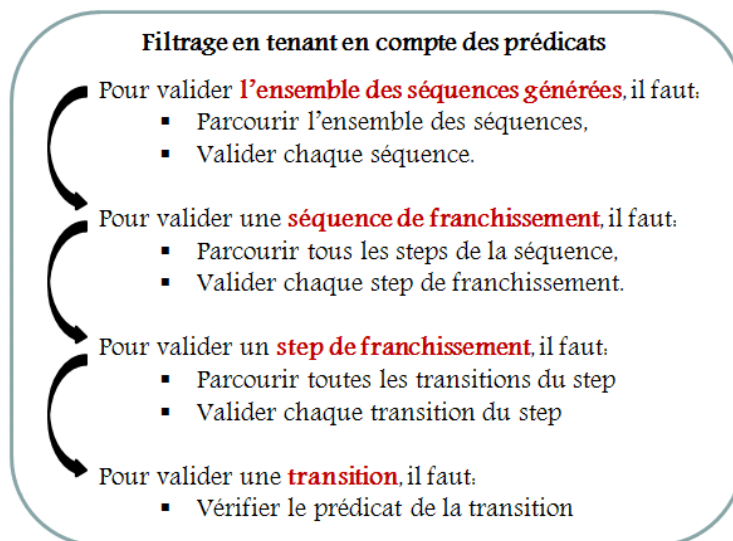 Filtrage en tenant en compte des prédicats
Pour valider l'ensemble des séquences générées, il faut:
▪ Parcourir l'ensemble des séquences,
▪ Valider chaque séquence.
Pour valider une séquence de franchissement, il faut:
▪ Parcourir tous les steps de la séquence,
▪ Valider chaque step de franchissement.
Pour valider un step de franchissement, il faut:
▪ Parcourir toutes les transitions du step
▪ Valider chaque transition du step
Pour valider une transition, il faut:
▪ Vérifier le prédicat de la transition